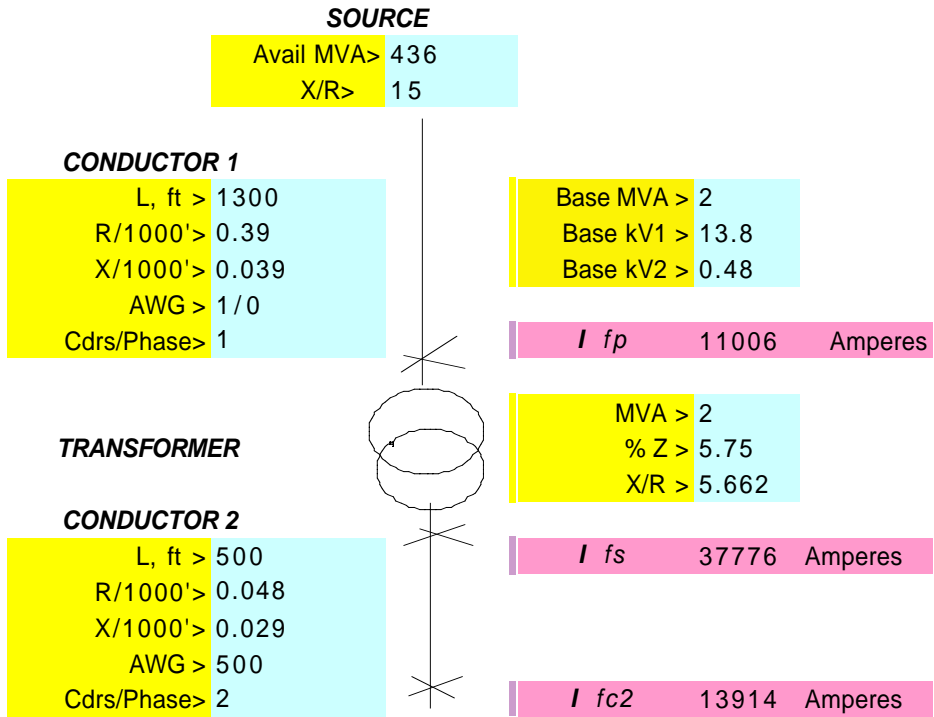 SOURCE
Avail MVA> 436
X/R> 15
CONDUCTOR 1
L, ft > 1300
R/1000'> 0.39
X/1000'> 0.039
AWG > 1/0
Cdrs/Phase> 1
Base MVA > 2
Base kV1 > 13.8
Base kV2 > 0.48
I fp 11006 Amperes
TRANSFORMER
MVA > 2
% Z > 5.75
X/R > 5.662
CONDUCTOR 2
L, ft > 500
R/1000'> 0.048
X/1000'> 0.029
AWG > 500
Cdrs/Phase> 2
I fs 37776 Amperes
I fc2 13914 Amperes